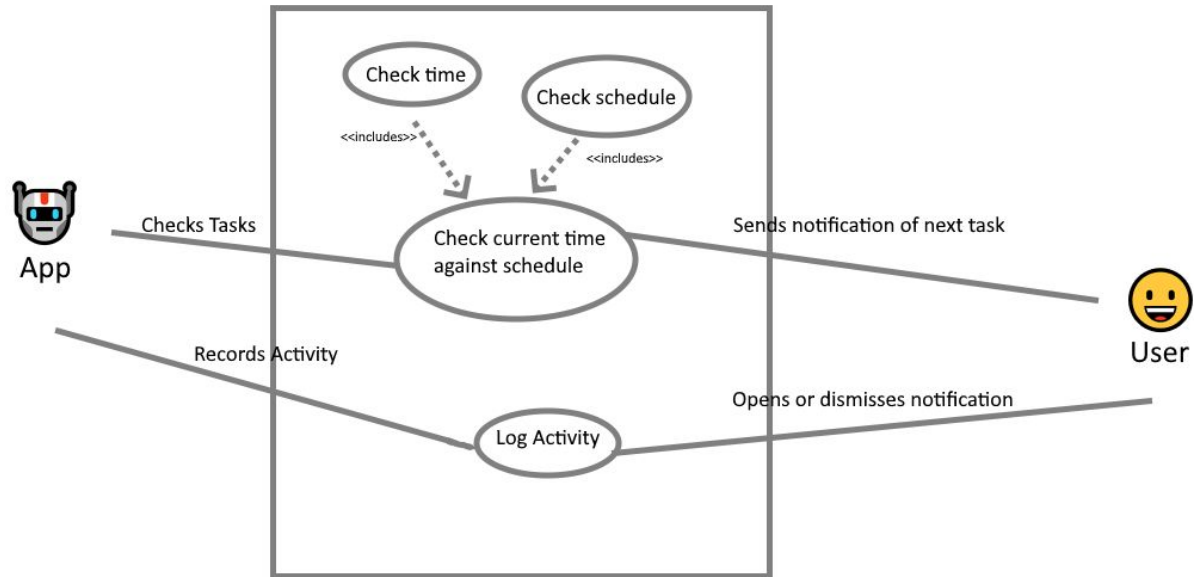 Check time
Check schedule
<<includes>>
<<includes>>
Checks Tasks
Sends notification of next task
Check current time
against schedule
App
User
Records Activity
Opens or dismisses notification
Log Activity